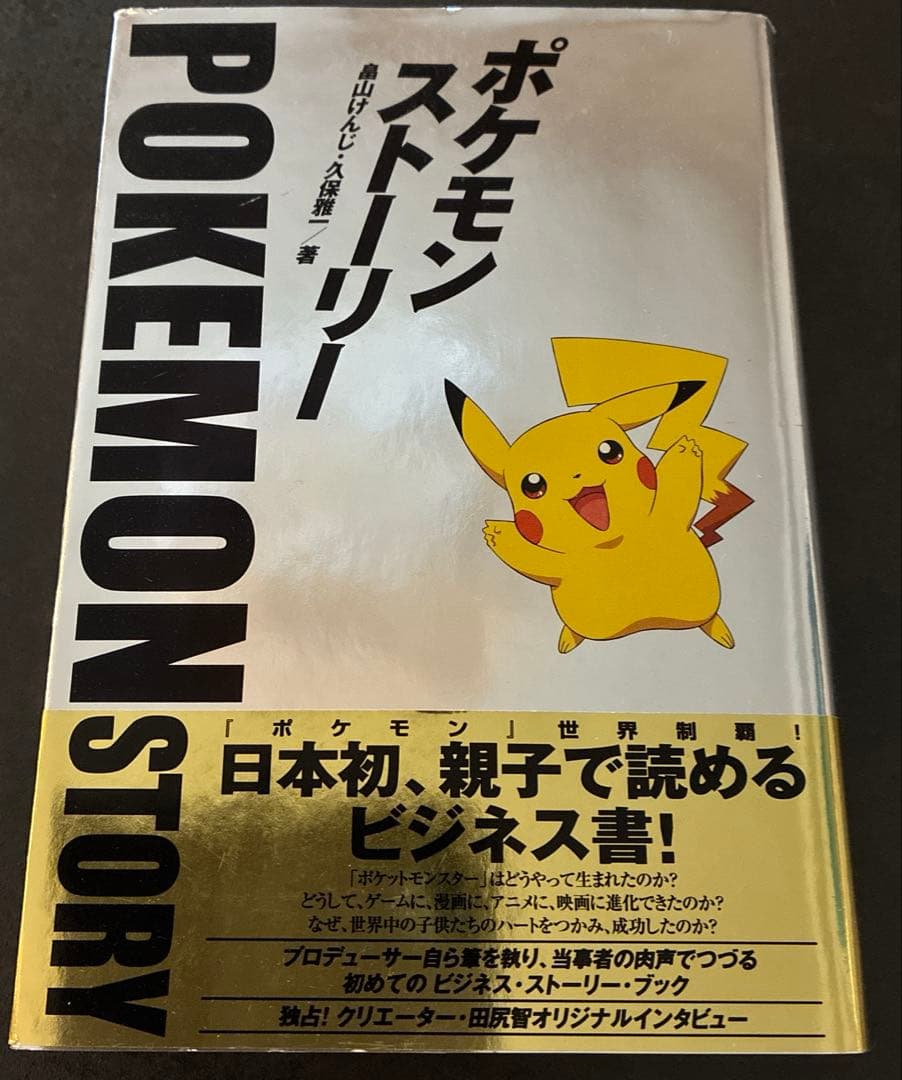 POKEMON STORY
ポケモン
ストーリー
畠山けんじ・久保雅一／著
『ポケモン』世界制覇！
日本初、親子で読める
ビジネス書！
「ポケットモンスター」はどうやって生まれたのか？
どうして、ゲームに、漫画に、アニメに、映画に進化できたのか？
なぜ、世界中の子供たちのハートをつかみ、成功したのか？
プロデューサー自ら筆を執り、当事者の肉声でつづる
初めての ビジネス・ストーリー・ブック
独占！クリエーター・田尻智オリジナルインタビュー